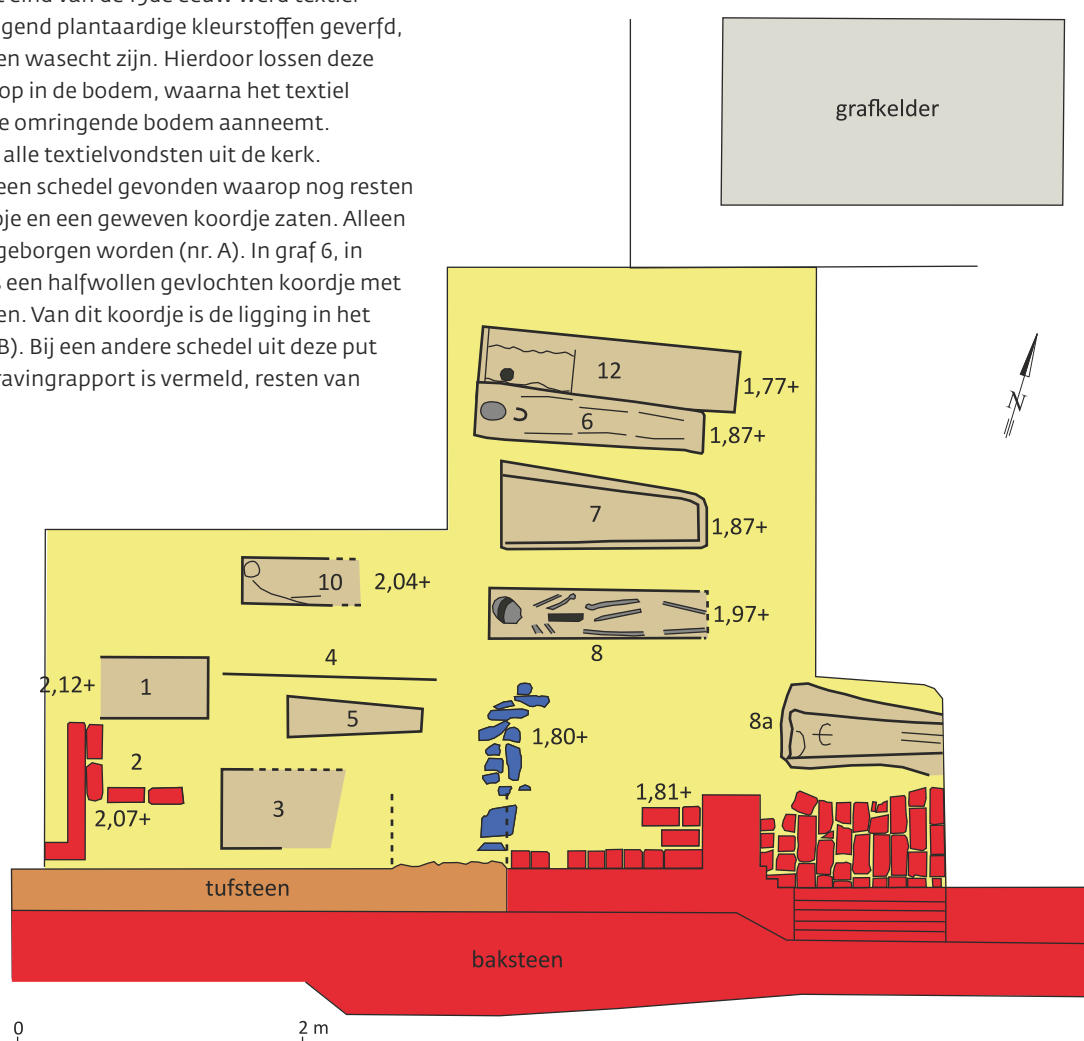 gend plantaardige kleurstoffen geverfd,
en wasecht zijn. Hierdoor lossen deze
op in de bodem, waarna het textiel
e omringende bodem aanneemt.
alle textielvondsten uit de kerk.
een schedel gevonden waarop nog resten
je en een geweven koordje zaten. Alleen
geborgen worden (nr. A). In graf 6, in
s een halfwollen gevlochten koordje met
en. Van dit koordje is de ligging in het
B). Bij een andere schedel uit deze put
ravingrapport is vermeld, resten van
grafkelder
N
12
1,77+
6
1,87+
7
1,87+
10
2,04+
1,97+
8
4
2,12+
1
5
8a
1,80+
2
1,81+
3
2,07+
tufsteen
baksteen
0
2 m